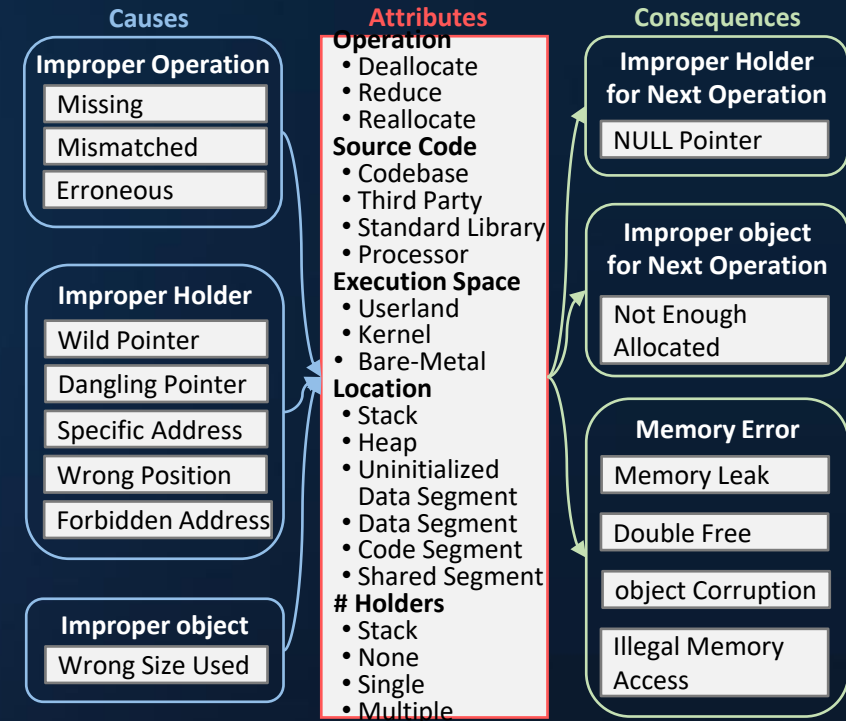 Causes
Improper Operation
Missing
Mismatched
Erroneous
Improper Holder
Wild Pointer
Dangling Pointer
Specific Address
Wrong Position
Forbidden Address
Improper object
Wrong Size Used
Attributes
Operation
• Deallocate
• Reduce
• Reallocate
Source Code
• Codebase
• Third Party
• Standard Library
• Processor
Execution Space
• Userland
• Kernel
• Bare-Metal
Location
• Stack
• Heap
• Uninitialized
Data Segment
• Data Segment
• Code Segment
• Shared Segment
# Holders
• Stack
• None
• Single
• Multiple
Consequences
Improper Holder
for Next Operation
NULL Pointer
Improper object
for Next Operation
Not Enough
Allocated
Memory Error
Memory Leak
Double Free
object Corruption
Illegal Memory
Access